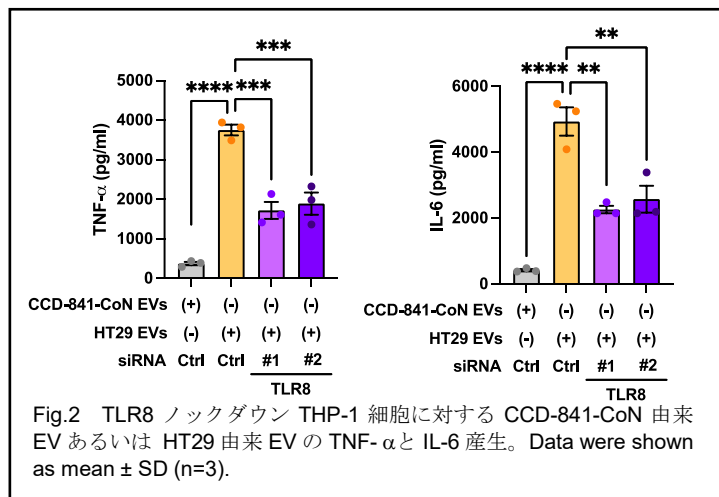 *** **
**** *** **** **
5000 6000
4000
3000 4000
2000 2000
1000
0 0
TNF-α (pg/ml) IL-6 (pg/ml)
CCD-841-CoN EVs (+) (-) (-) (-) CCD-841-CoN EVs (+) (-) (-) (-)
HT29 EVs (-) (+) (+) (+) HT29 EVs (-) (+) (+) (+)
siRNA Ctrl Ctrl #1 #2 siRNA Ctrl Ctrl #1 #2
TLR8 TLR8
Fig.2 TLR8 ノックダウン THP-1 細胞に対する CCD-841-CoN 由来
EV あるいは HT29 由来 EV の TNF- αと IL-6 産生。Data were shown
as mean ± SD (n=3).